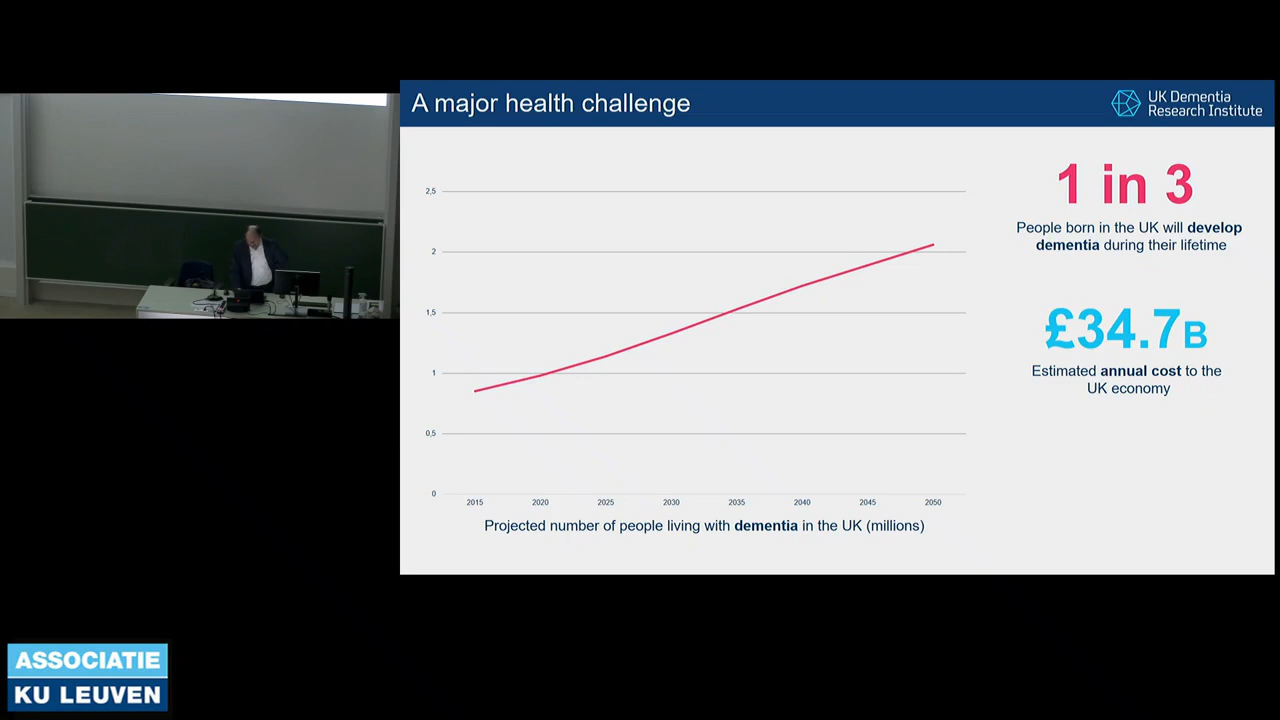 A major health challenge
UK Dementia
Research Institute
2,5
2
1,5
1
0,5
0
2015 2020 2025 2030 2035 2040 2045 2050
Projected number of people living with dementia in the UK (millions)
1 in 3
People born in the UK will develop
dementia during their lifetime
£34.7B
Estimated annual cost to the
UK economy
ASSOCIATIE
KU LEUVEN